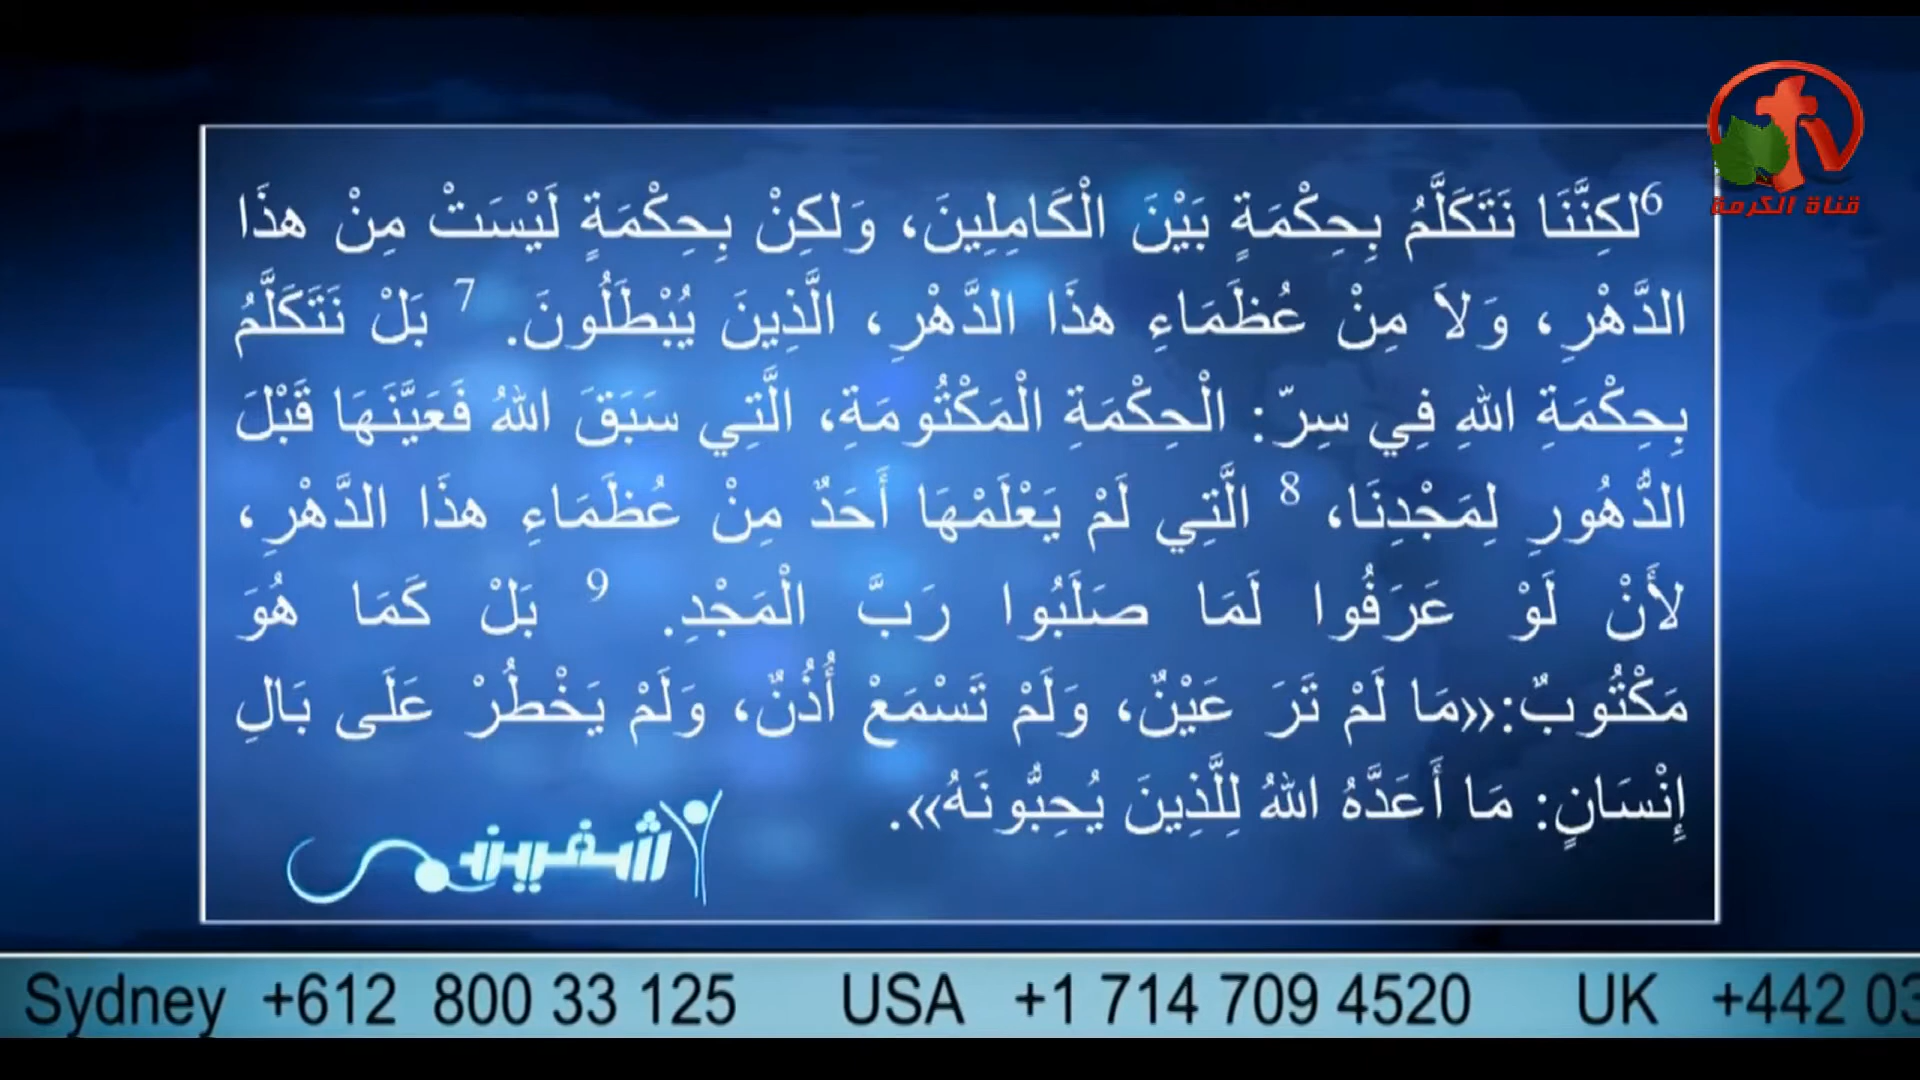 6لكِنَّنَا نَتَكَلَّمُ بِحِكْمَةٍ بَيْنَ الْكَامِلِينَ، وَلكِنْ بِحِكْمَةٍ لَيْسَتْ مِنْ هذَا
الدَّهْرِ، وَلاَ مِنْ عُظَمَاءِ هذَا الدَّهْرِ، الَّذِينَ يُبْطَلُونَ. 7 بَلْ نَتَكَلَّمُ
بِحِكْمَةِ اللهِ فِي سِرّ: الْحِكْمَةِ الْمَكْتُومَةِ، الَّتِي سَبَقَ اللهُ فَعَيَّنَهَا قَبْلَ
الدُّهُورِ لِمَجْدِنَا، 8 الَّتِي لَمْ يَعْلَمْهَا أَحَدٌ مِنْ عُظَمَاءِ هذَا الدَّهْرِ،
لأَنْ لَوْ عَرَفُوا لَمَا صَلَبُوا رَبَّ الْمَجْدِ. 9 بَلْ كَمَا هُوَ
مَكْتُوبٌ:«مَا لَمْ تَرَ عَيْنٌ، وَلَمْ تَسْمَعْ أُذُنٌ، وَلَمْ يَخْطُرْ عَلَى بَالِ
إِنْسَانٍ: مَا أَعَدَّهُ اللهُ لِلَّذِينَ يُحِبُّونَهُ».
tv
قناة الكرمة
Sydney +612 800 33 125 USA +1 714 709 4520 UK +442 03